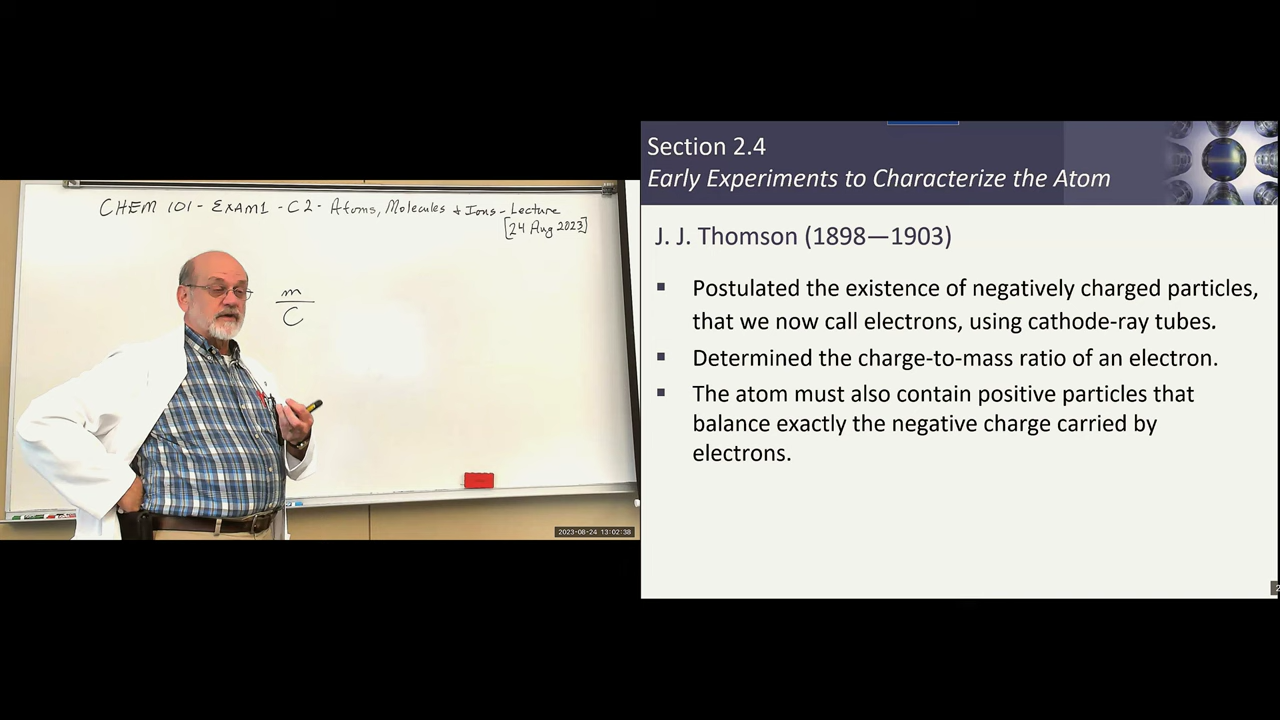 CHEM 101 - EXAM1 - C2 - Atoms, Molecules & Ions - Lecture
[24 Aug 2023]
m
C
2023-08-24 13:02:38
Section 2.4
Early Experiments to Characterize the Atom
J. J. Thomson (1898—1903)
▪ Postulated the existence of negatively charged particles,
that we now call electrons, using cathode-ray tubes.
▪ Determined the charge-to-mass ratio of an electron.
▪ The atom must also contain positive particles that
balance exactly the negative charge carried by
electrons.